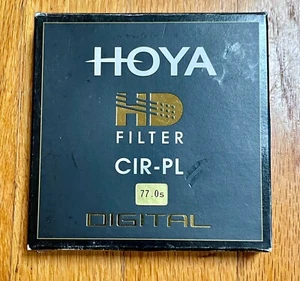 HOYA
HD
FILTER
CIR-PL
77.0s
DIGITAL